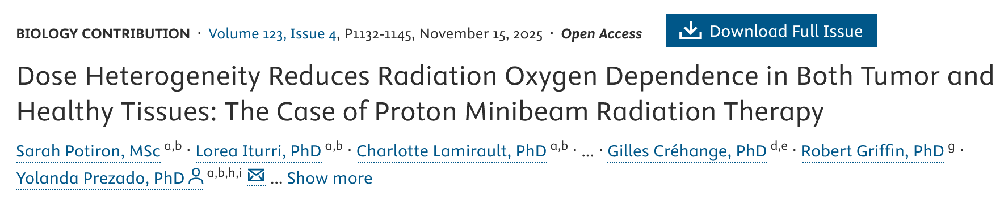 BIOLOGY CONTRIBUTION · Volume 123, Issue 4, P1132-1145, November 15, 2025 · Open Access Download Full Issue
Dose Heterogeneity Reduces Radiation Oxygen Dependence in Both Tumor and
Healthy Tissues: The Case of Proton Minibeam Radiation Therapy
Sarah Potiron, MSc a,b · Lorea Iturri, PhD a,b · Charlotte Lamirault, PhD a,b · ... · Gilles Créhange, PhD d,e · Robert Griffin, PhD g ·
Yolanda Prezado, PhD a,b,h,i ... Show more